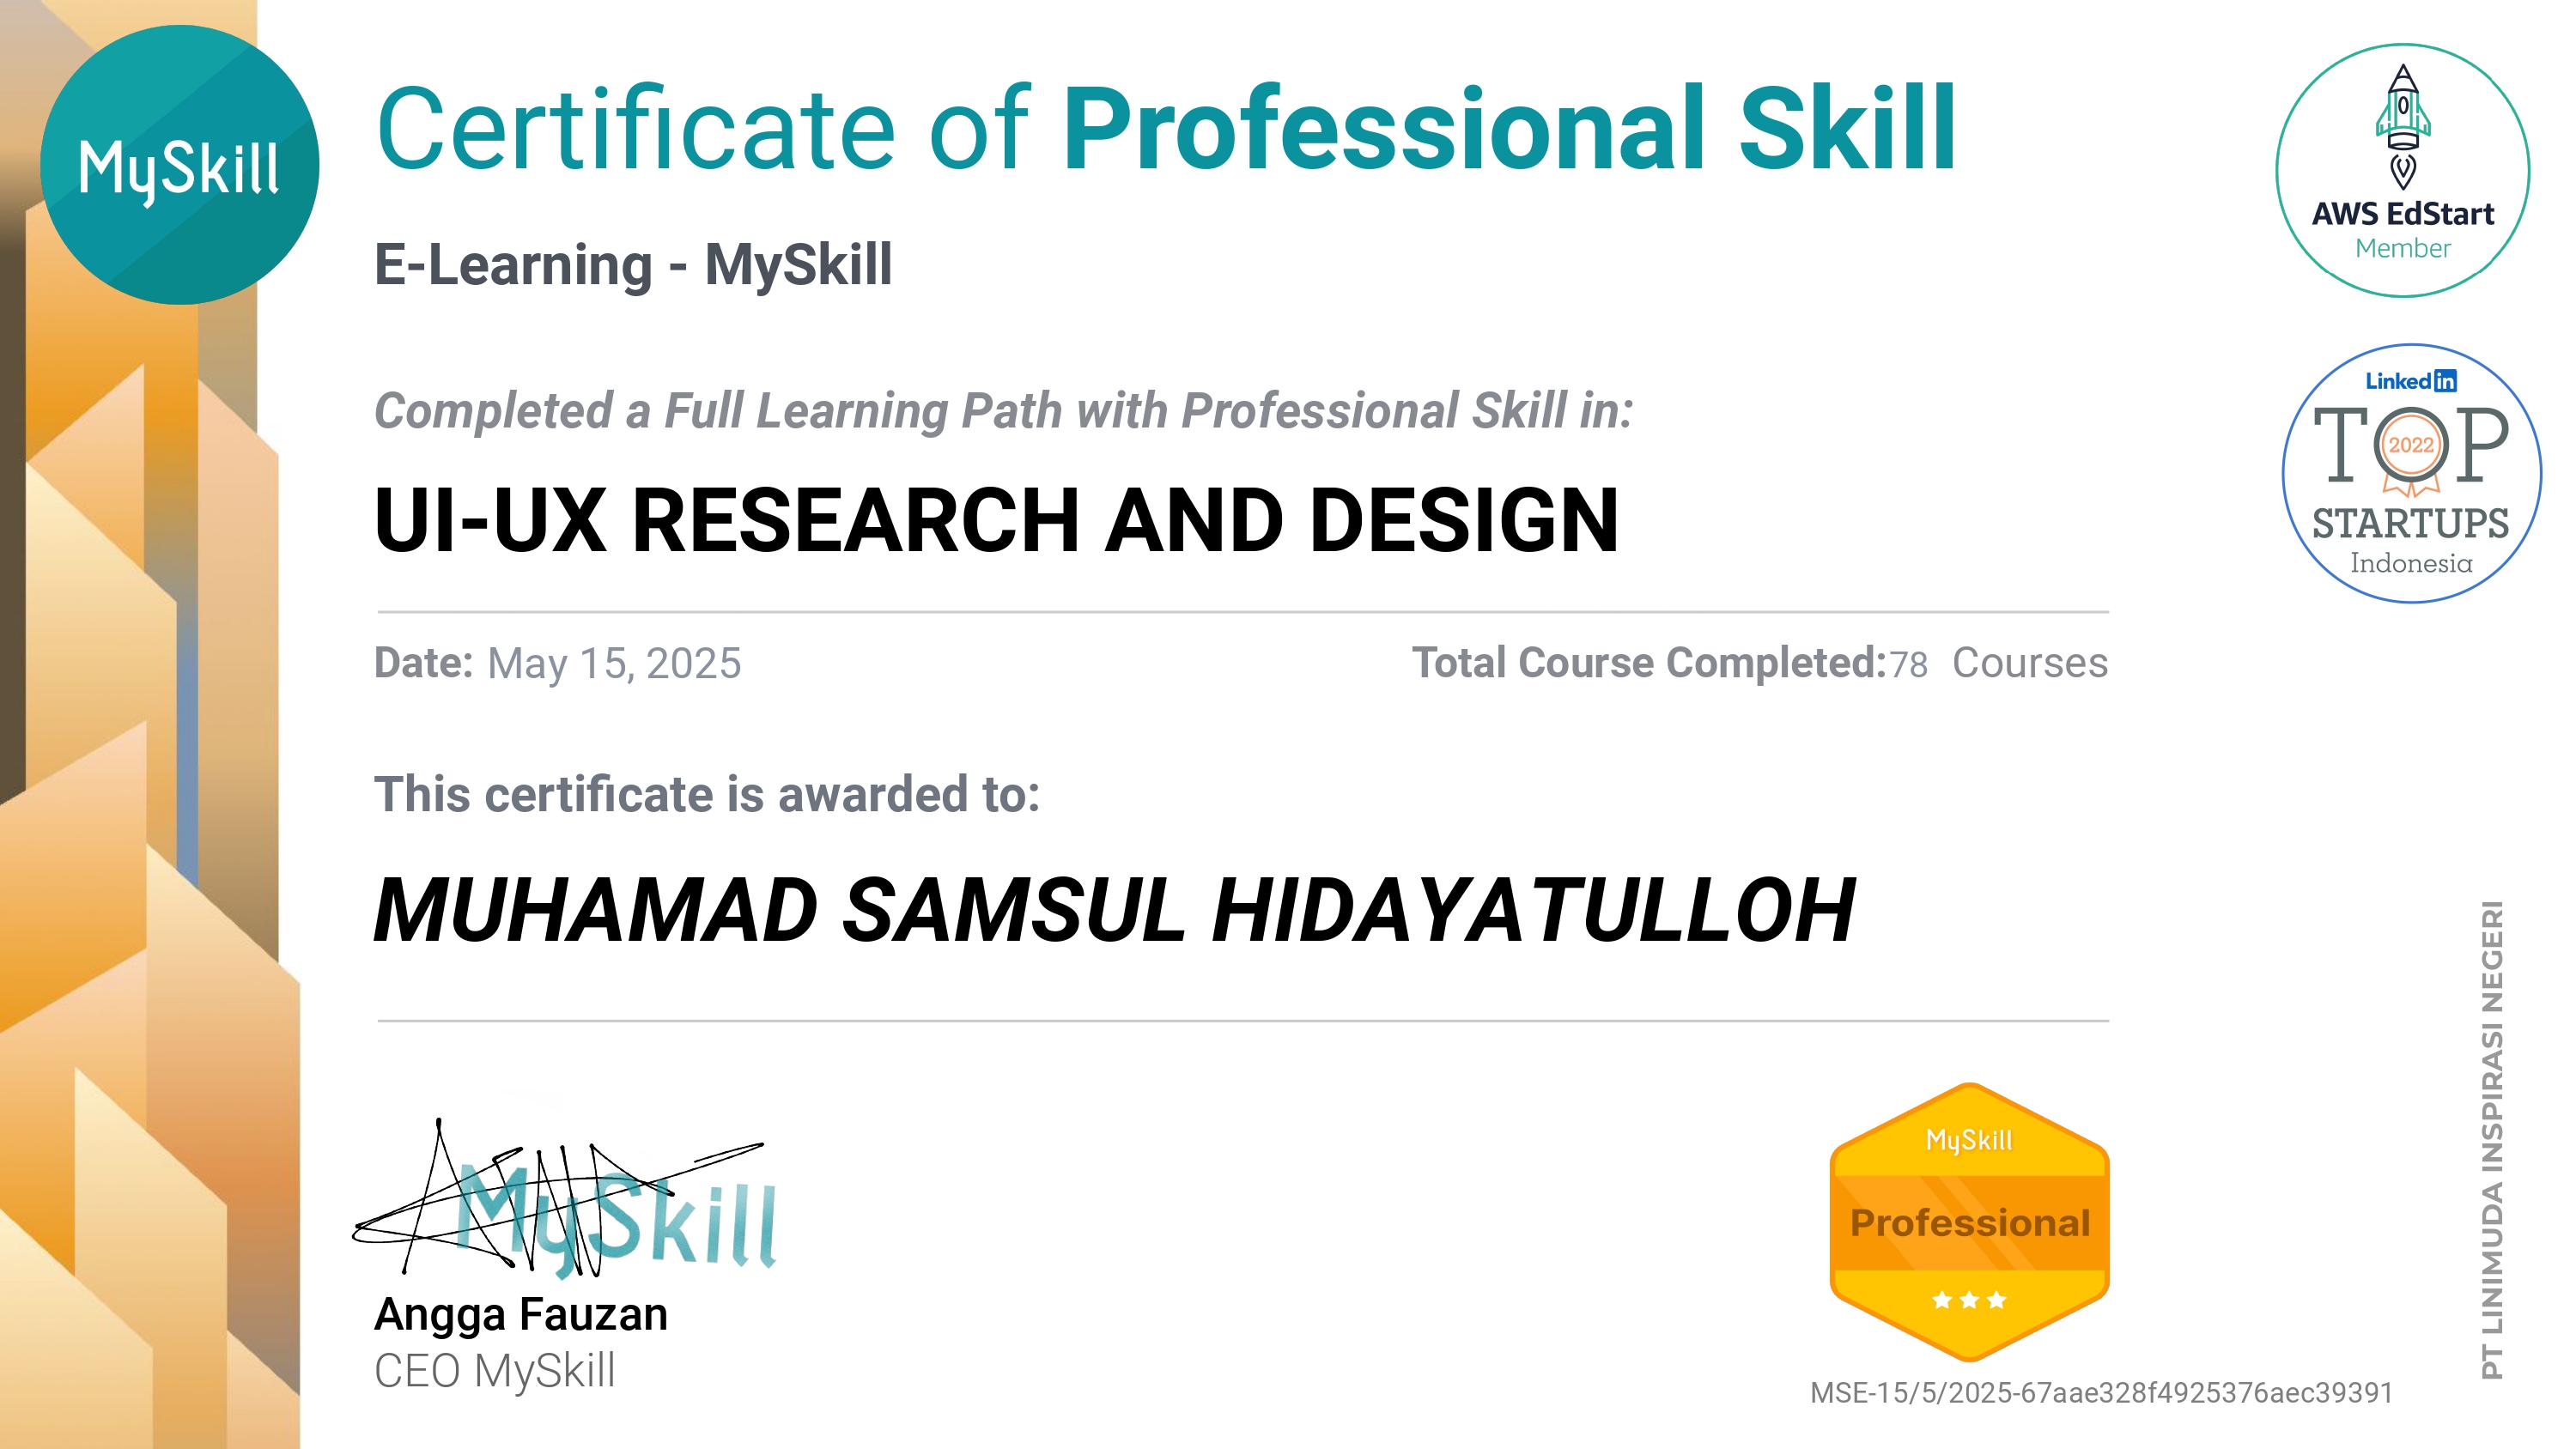 MySkill
Certificate of Professional Skill
E-Learning - MySkill
Completed a Full Learning Path with Professional Skill in:
UI-UX RESEARCH AND DESIGN
Date: May 15, 2025
Total Course Completed:78 Courses
This certificate is awarded to:
MUHAMAD SAMSUL HIDAYATULLOH
MySkill
Angga Fauzan
CEO MySkill
MySkill
Professional
MSE-15/5/2025-67aae328f4925376aec39391
AWS EdStart
Member
Linked in
TOP
2022
STARTUPS
Indonesia
PT LINIMUDA INSPIRASI NEGERI